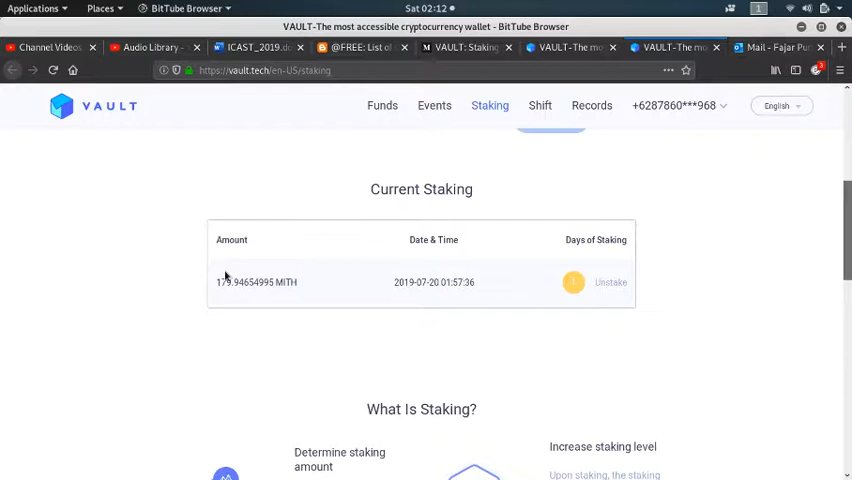 Applications Places BitTube Browser Sat 02:12 1
VAULT-The most accessible cryptocurrency wallet - BitTube Browser
Channel Videos Audio Library - ICAST_2019.do @FREE: List of VAULT: Staking VAULT-The mo VAULT-The mo Mail - Fajar Pur
https://vault.tech/en-US/staking 3
VAULT Funds Events Staking Shift Records +6287860***968 English
Current Staking
Amount Date & Time Days of Staking
179.94654995 MITH 2019-07-20 01:57:36 Unstake
What Is Staking?
Determine staking
amount
Increase staking level
Upon staking, the staking